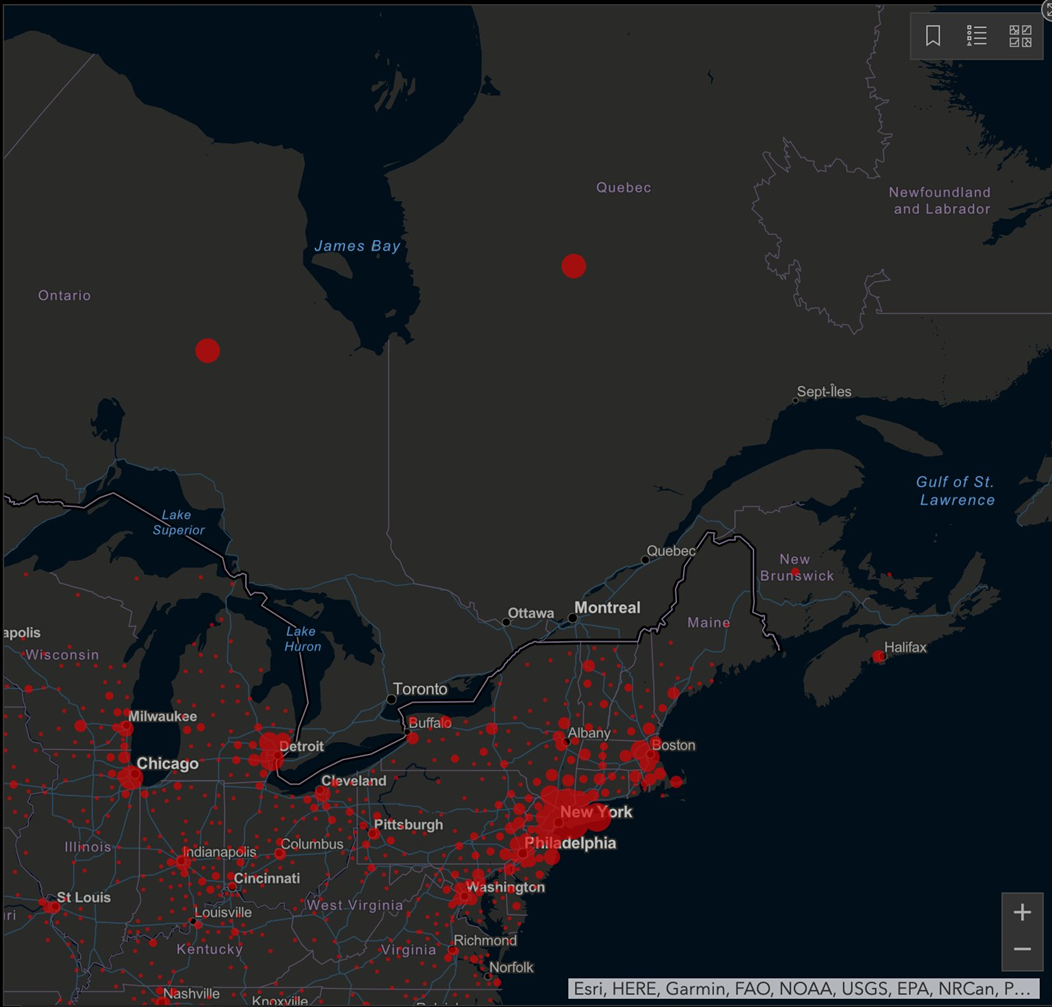 Quebec
Newfoundland
and Labrador
James Bay
Ontario
Sept-Îles
Gulf of St.
Lawrence
Lake
Superior
Quebec
New
Brunswick
Ottawa
Montreal
Maine
apolis
Lake
Huron
Halifax
Wisconsin
Toronto
Milwaukee
Buffalo
Albany
Detroit
Boston
Chicago
Cleveland
New York
Pittsburgh
Illinois
Columbus
Philadelphia
Indianapolis
Cincinnati
Washington
St Louis
West Virginia
ri
Louisville
Kentucky
Virginia
Richmond
Norfolk
Nashville
Knoxville
Esri, HERE, Garmin, FAO, NOAA, USGS, EPA, NRCan, P...